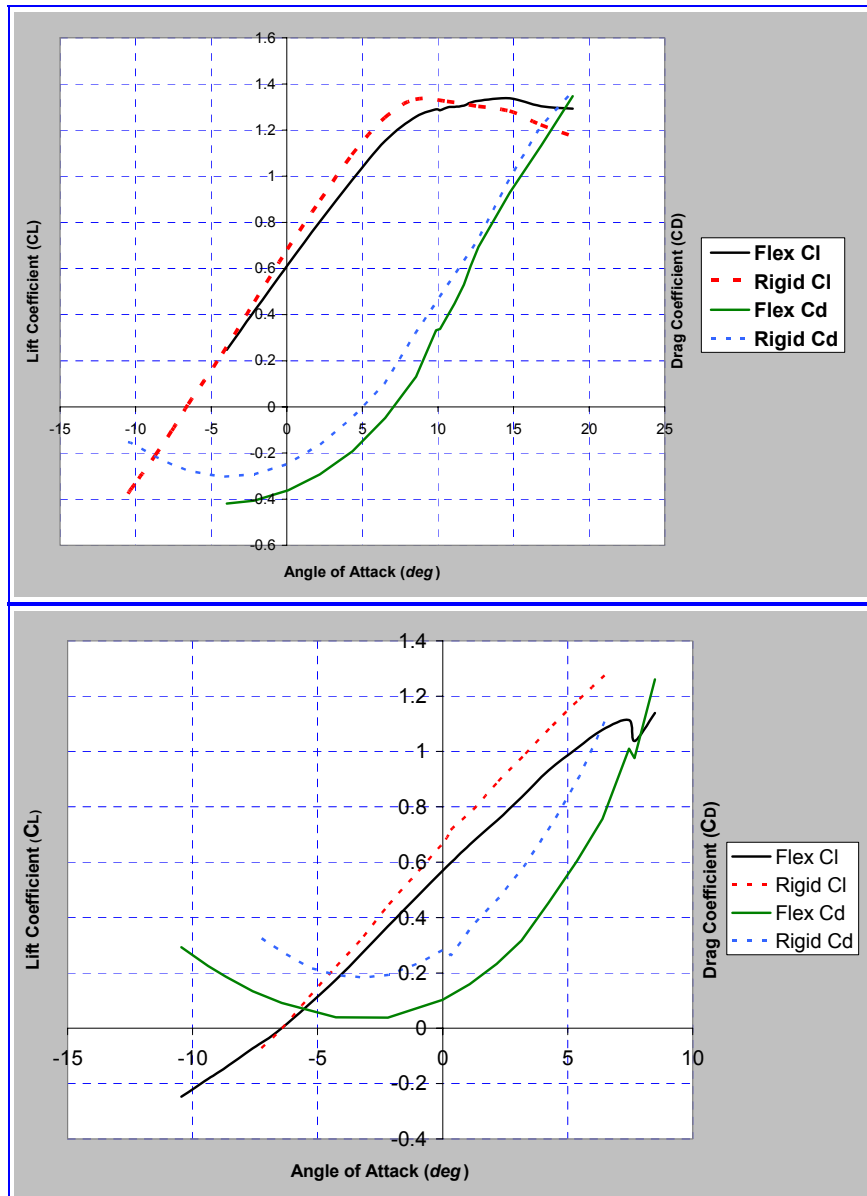 1.6
1.4
1.2
1
0.8
0.6
0.4
0.2
0
-0.2
-0.4
-0.6
-15 -10 -5 0 5 10 15 20 25
Lift Coefficient (CL)
Drag Coefficient (CD)
Angle of Attack (deg)
Flex Cl
Rigid Cl
Flex Cd
Rigid Cd
1.4
1.2
1
0.8
0.6
0.4
0.2
0
-0.2
-0.4
-15 -10 -5 0 5 10
Lift Coefficient (CL)
Drag Coefficient (CD)
Angle of Attack (deg)
Flex Cl
Rigid Cl
Flex Cd
Rigid Cd